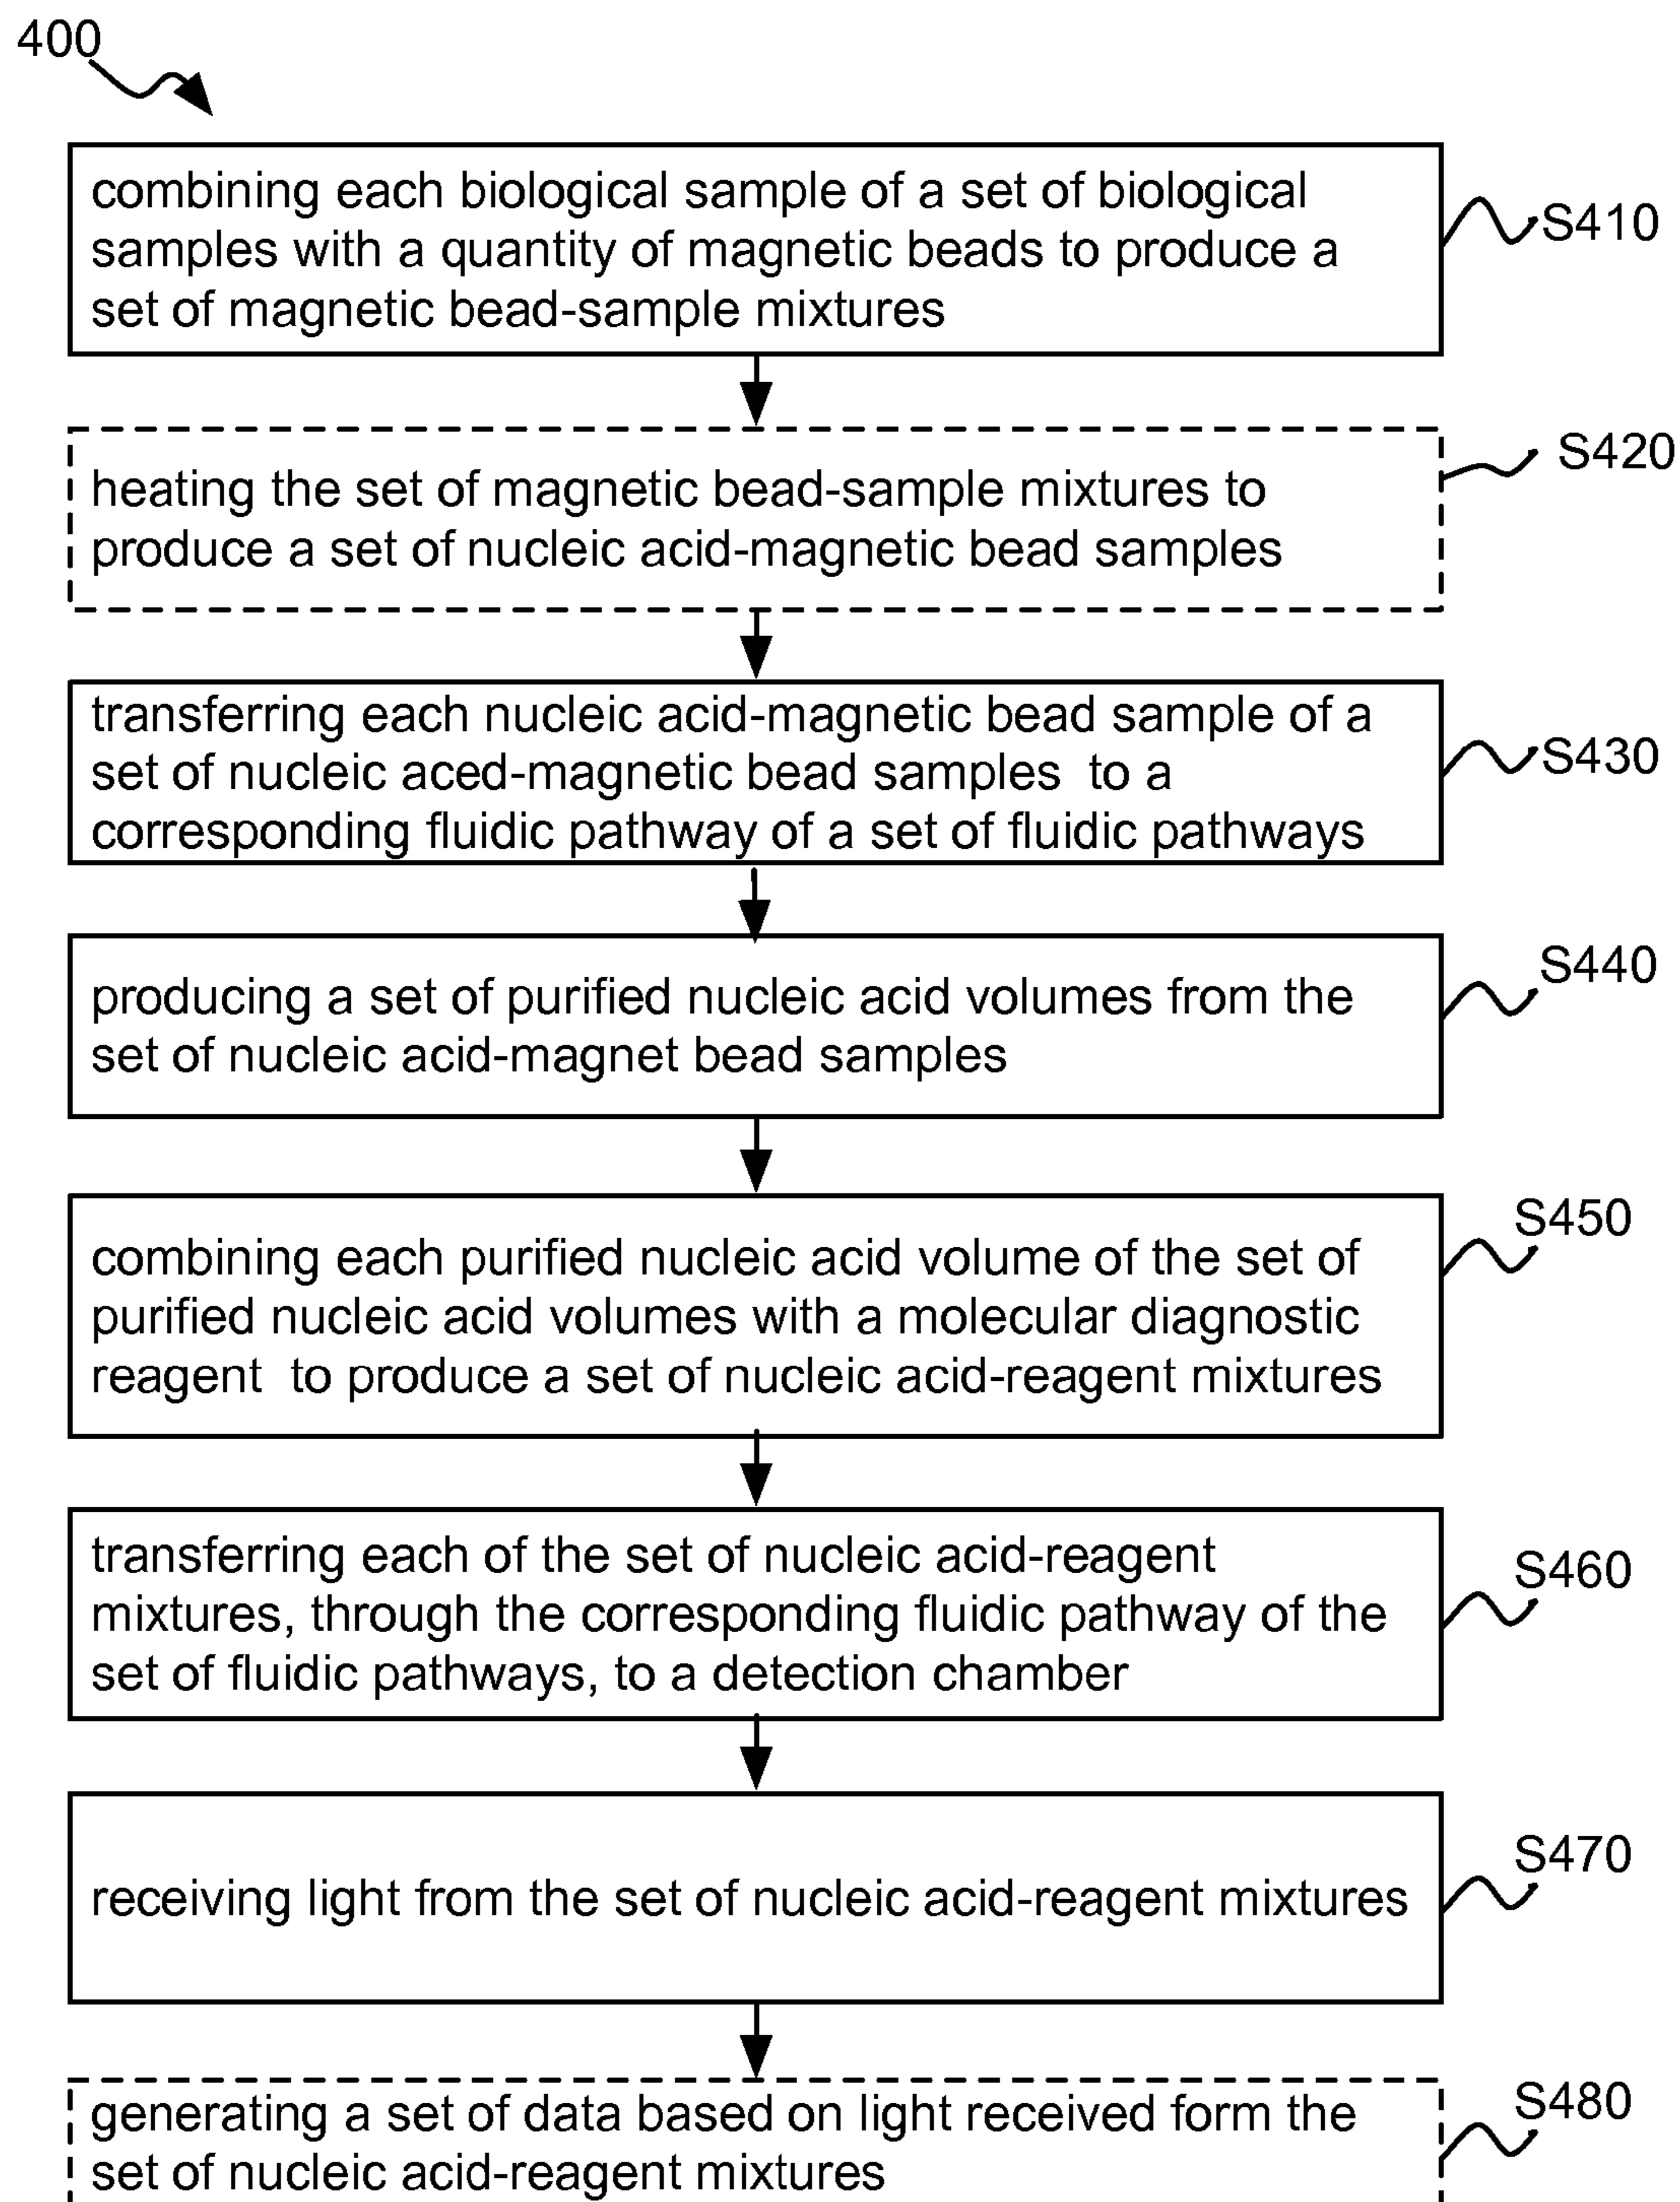 400
combining each biological sample of a set of biological
samples with a quantity of magnetic beads to produce a
set of magnetic bead-sample mixtures
S410
heating the set of magnetic bead-sample mixtures to
produce a set of nucleic acid-magnetic bead samples
S420
transferring each nucleic acid-magnetic bead sample of a
set of nucleic aced-magnetic bead samples to a
corresponding fluidic pathway of a set of fluidic pathways
S430
producing a set of purified nucleic acid volumes from the
set of nucleic acid-magnet bead samples
S440
combining each purified nucleic acid volume of the set of
purified nucleic acid volumes with a molecular diagnostic
reagent to produce a set of nucleic acid-reagent mixtures
S450
transferring each of the set of nucleic acid-reagent
mixtures, through the corresponding fluidic pathway of the
set of fluidic pathways, to a detection chamber
S460
receiving light from the set of nucleic acid-reagent mixtures
S470
generating a set of data based on light received form the
set of nucleic acid-reagent mixtures
S480